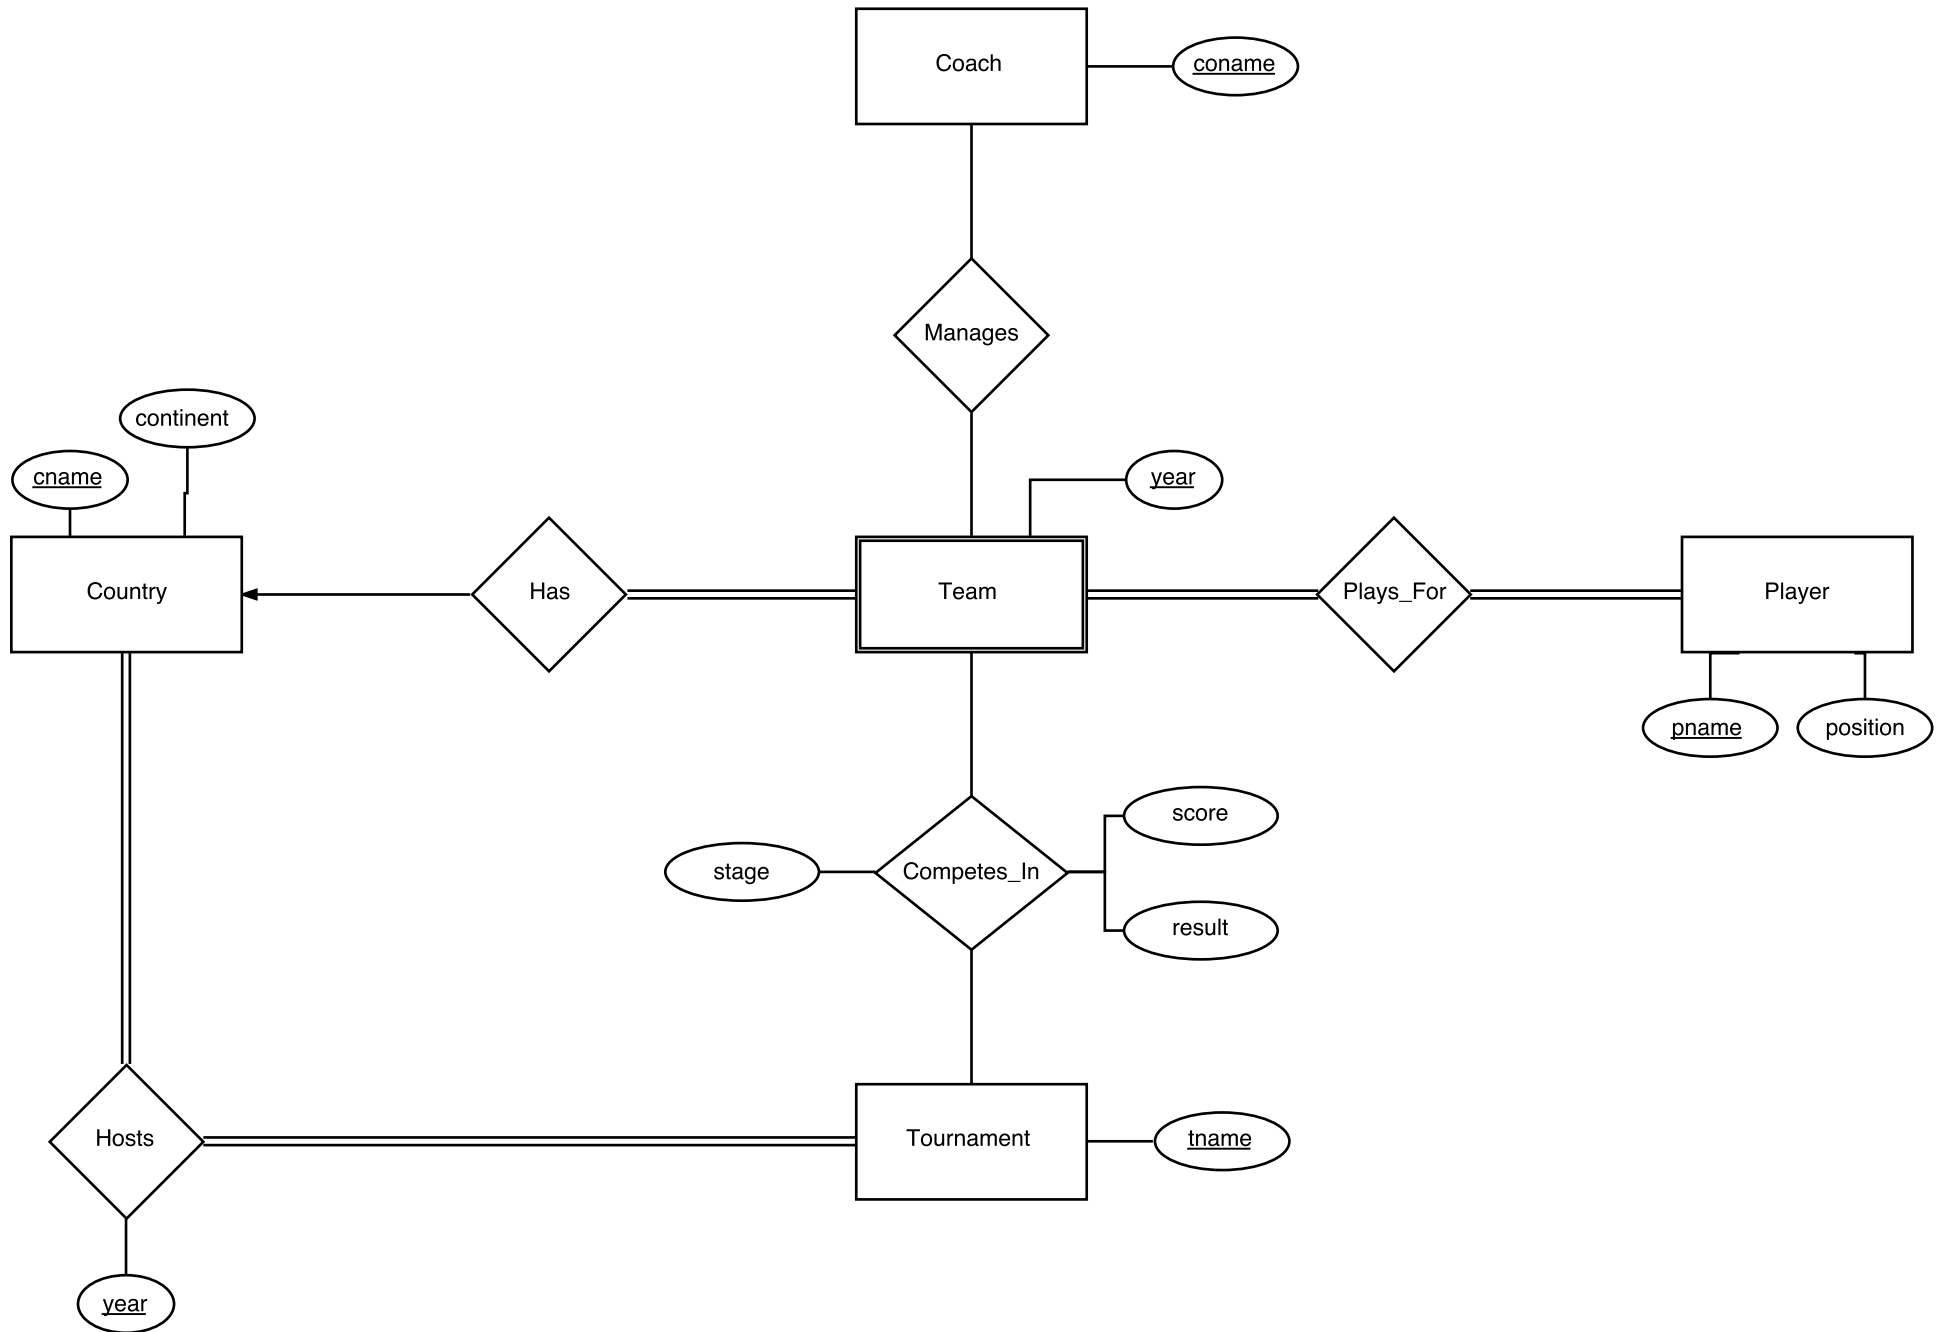 Coach
coname
Manages
continent
cname
year
Country
Has
Team
Plays_For
Player
pname
position
score
stage
Competes_In
result
Hosts
Tournament
tname
year